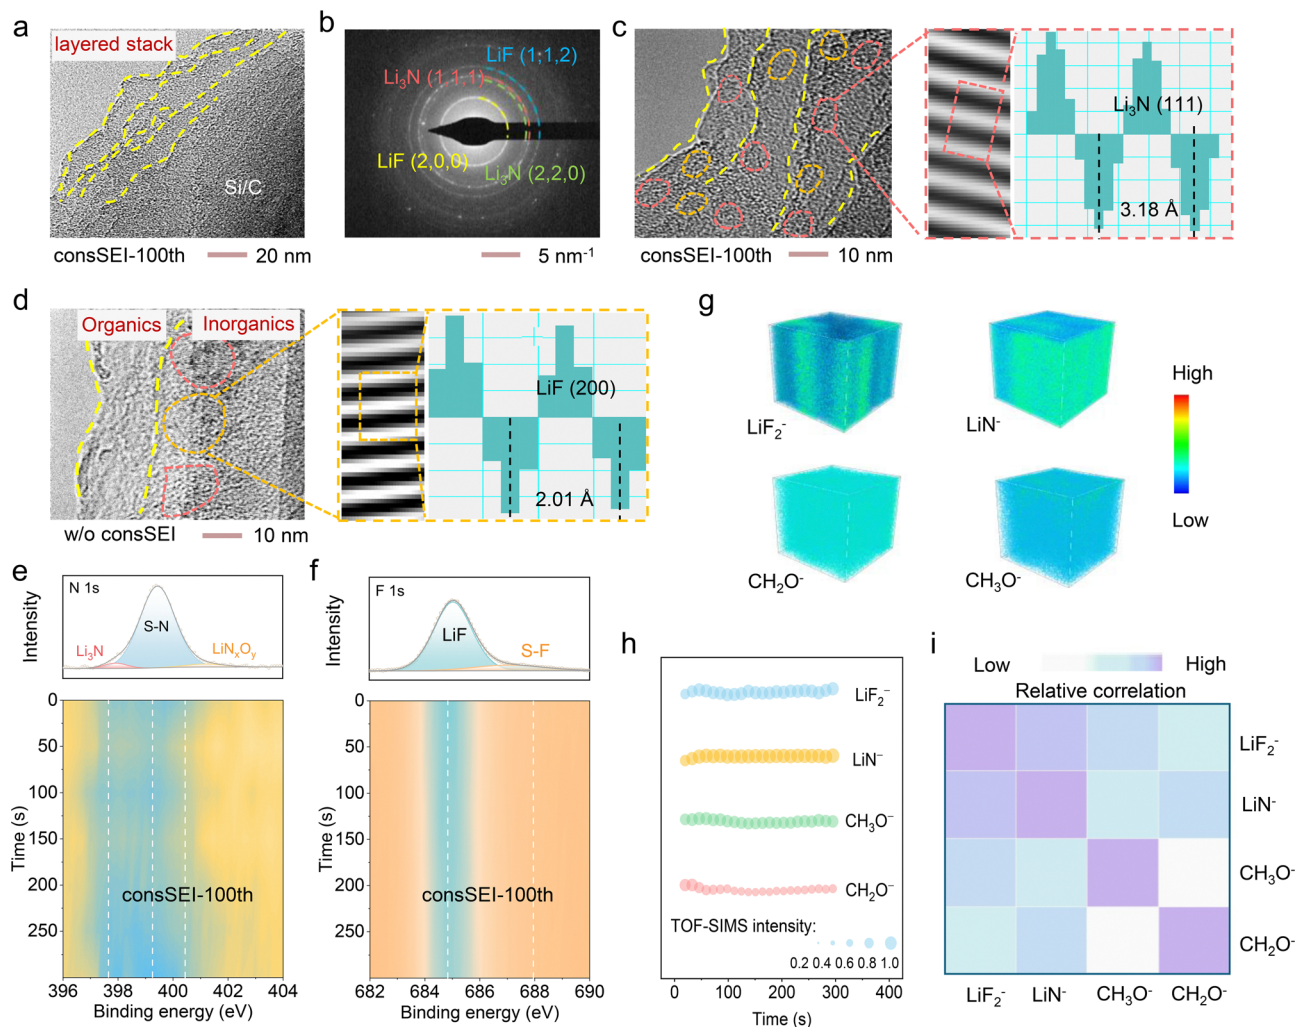 a
layered stack
Si/C
consSEI-100th
20 nm
b
LiF (1,1,2)
Li₃N (1,1,1)
LiF (2,0,0)
Li₃N (2,2,0)
5 nm⁻¹
c
consSEI-100th
10 nm
Li₃N (111)
3.18 Å
d
Organics
Inorganics
w/o consSEI
10 nm
LiF (200)
2.01 Å
g
LiF₂⁻
LiN⁻
CH₂O⁻
CH₃O⁻
High
Low
e
N 1s
S-N
Li₃N
LiNₓOᵧ
Intensity
0
50
100
150
200
250
Time (s)
consSEI-100th
396 398 400 402 404
Binding energy (eV)
f
F 1s
LiF
S-F
Intensity
0
50
100
150
200
250
Time (s)
consSEI-100th
682 684 686 688 690
Binding energy (eV)
h
LiF₂⁻
LiN⁻
CH₃O⁻
CH₂O⁻
TOF-SIMS intensity:
0.2 0.4 0.6 0.8 1.0
0 100 200 300 400
Time (s)
i
Low High
Relative correlation
LiF₂⁻
LiN⁻
CH₃O⁻
CH₂O⁻
LiF₂⁻ LiN⁻ CH₃O⁻ CH₂O⁻